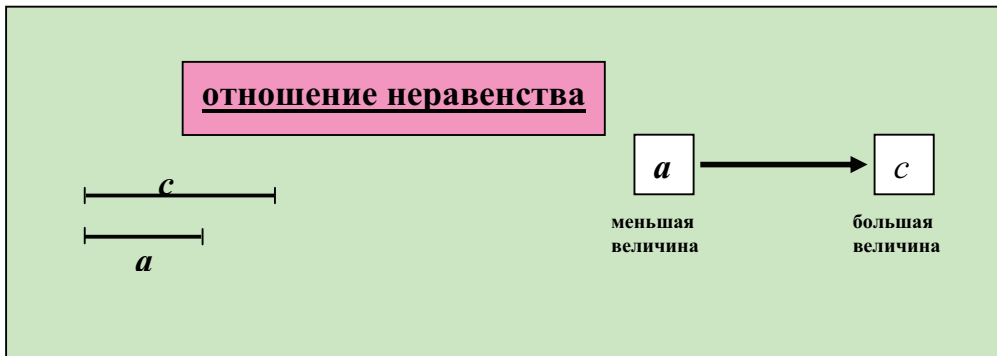 отношение неравенства
c
a
a
c
меньшая
величина
большая
величина